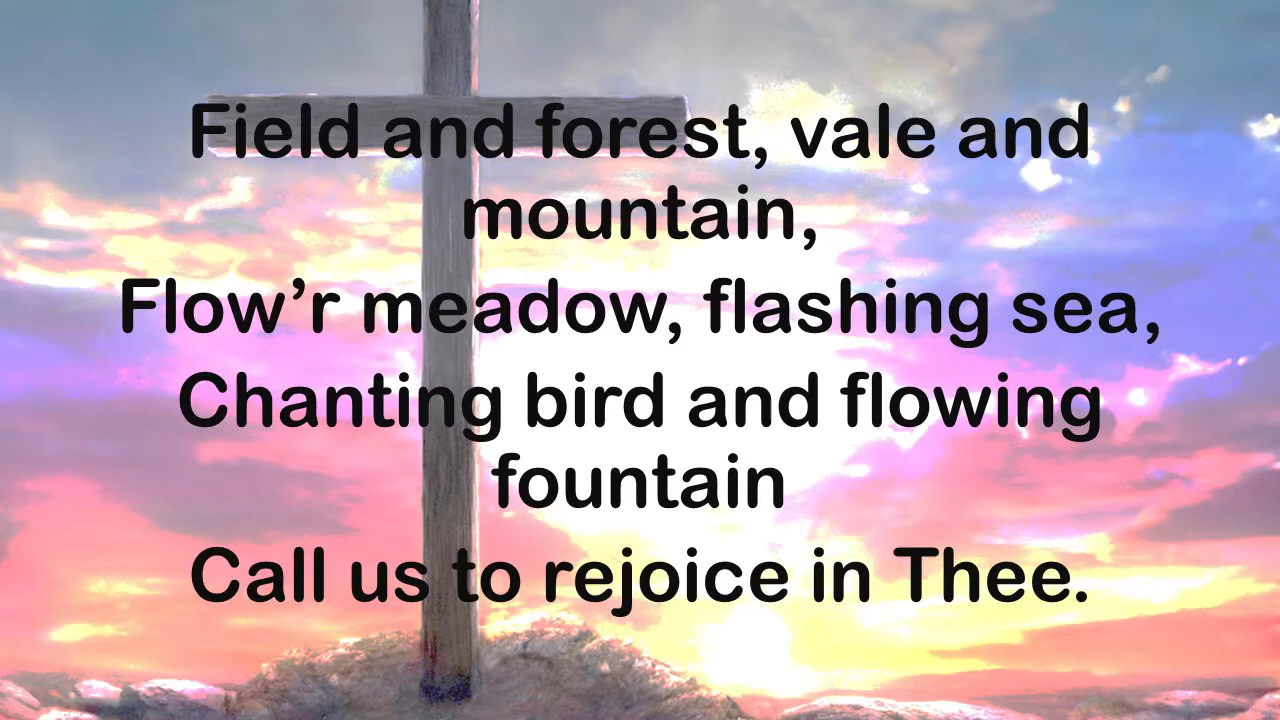 Field and forest, vale and
mountain,
Flow’r meadow, flashing sea,
Chanting bird and flowing
fountain
Call us to rejoice in Thee.